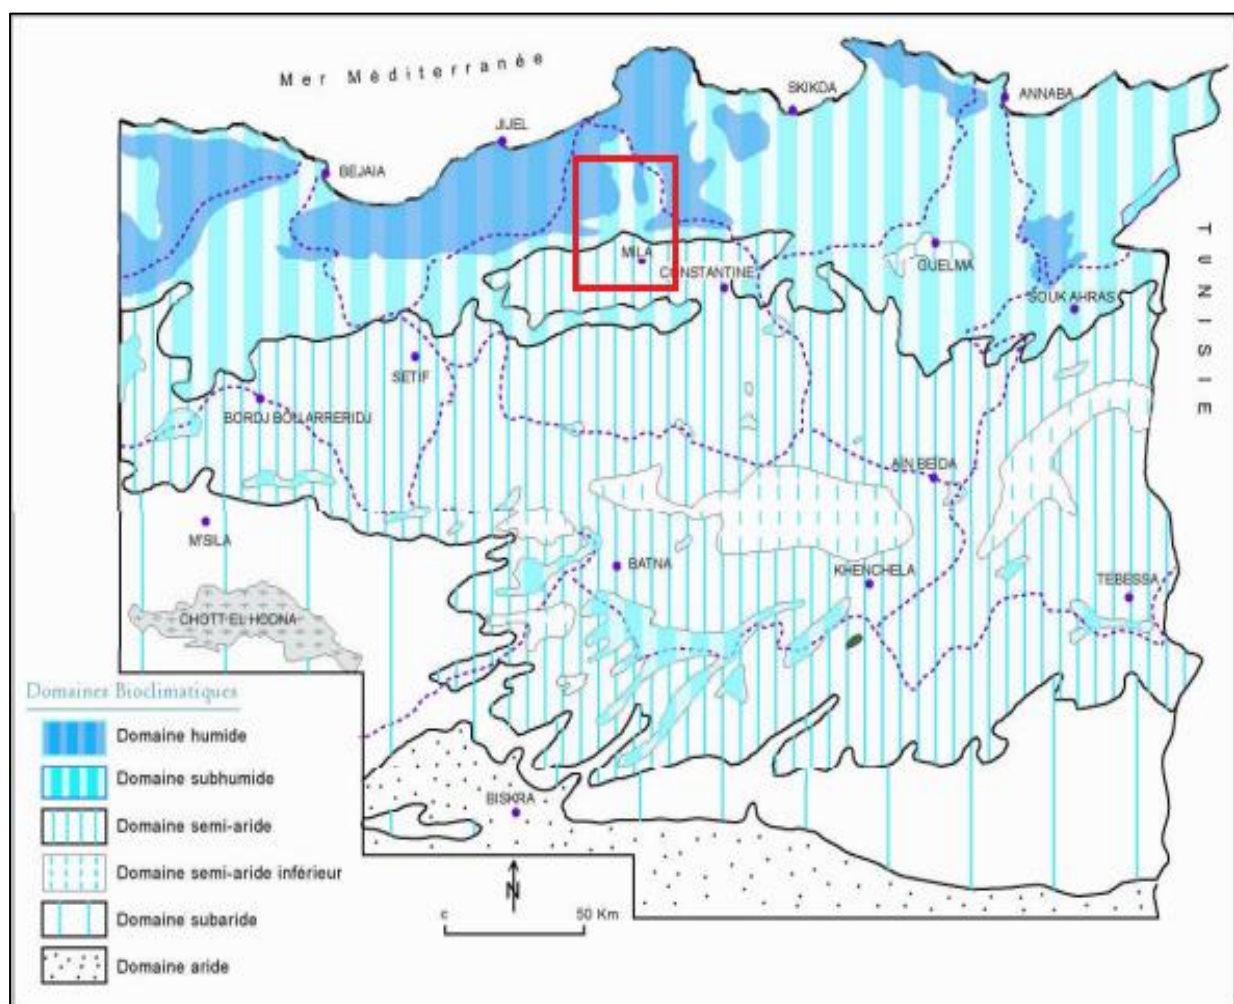 Mer Méditerranée
SKIKDA
ANNABA
JIJEL
BEJAIA
TUNISIE
MILA
CONSTANTINE
GUELMA
SOUK AHRAS
SETIF
BORDJ BOUARRERIDJ
AIN BEIDA
M'SILA
BATNA
KHENCHELA
TEBESSA
CHOTT EL HODNA
Domaines Bioclimatiques
Domaine humide
Domaine subhumide
Domaine semi-aride
Domaine semi-aride inférieur
Domaine subaride
Domaine aride
BISKRA
N
c 50 Km